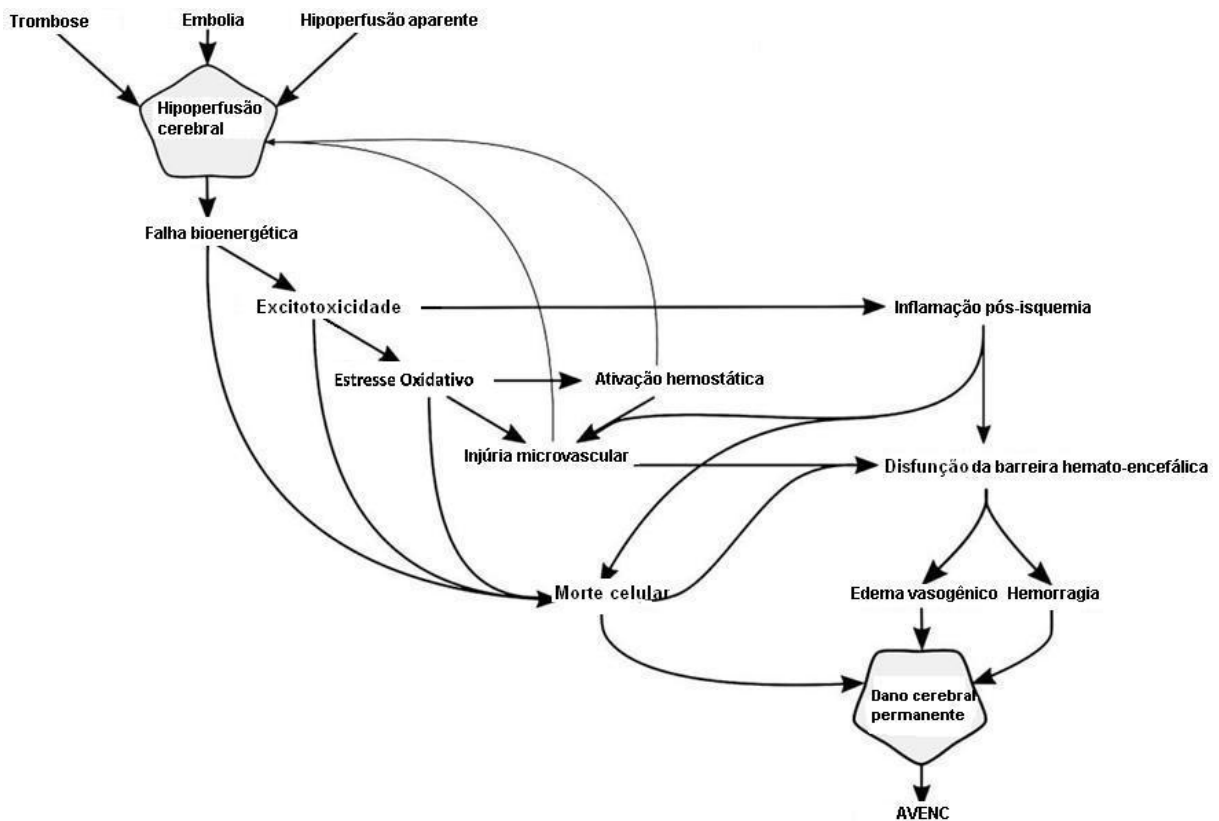 Trombose
Embolia
Hipoperfusão aparente
Hipoperfusão
cerebral
Falha bioenergética
Excitotoxicidade
Inflamação pós-isquemia
Estresse Oxidativo
Ativação hemostática
Injúria microvascular
Disfunção da barreira hemato-encefálica
Morte celular
Edema vasogênico
Hemorragia
Dano cerebral
permanente
AVENC